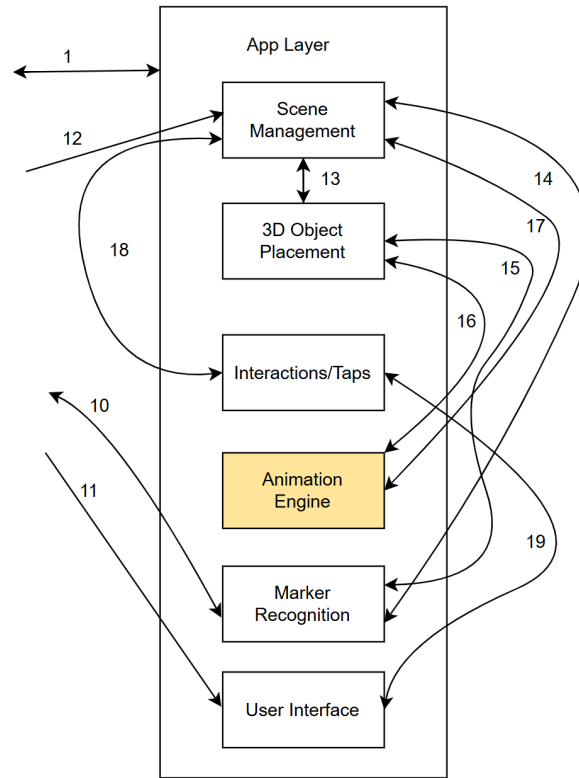 App Layer
1
Scene
Management
12
13
14
3D Object
Placement
17
18
15
16
Interactions/Taps
10
Animation
Engine
11
19
Marker
Recognition
User Interface